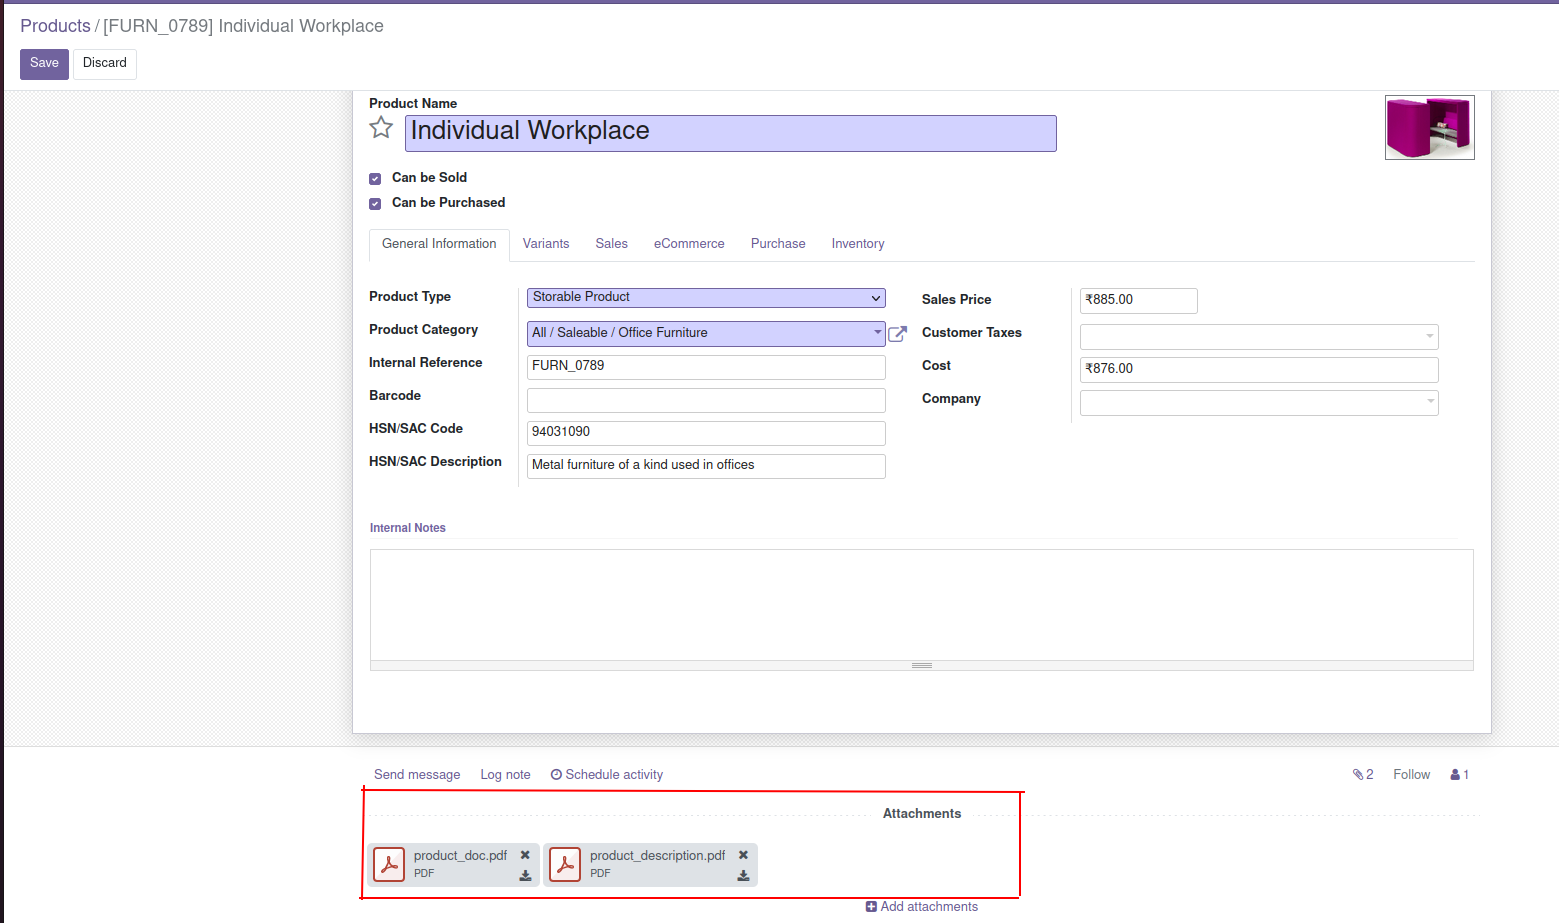 Products / [FURN_0789] Individual Workplace
Save Discard
Product Name
Individual Workplace
Can be Sold
Can be Purchased
General Information Variants Sales eCommerce Purchase Inventory
Product Type Storable Product Sales Price ₹885.00
Product Category All / Saleable / Office Furniture Customer Taxes
Internal Reference FURN_0789 Cost ₹876.00
Barcode Company
HSN/SAC Code 94031090
HSN/SAC Description Metal furniture of a kind used in offices
Internal Notes
Send message Log note Schedule activity 2 Follow 1
Attachments
product_doc.pdf product_description.pdf
PDF PDF
Add attachments